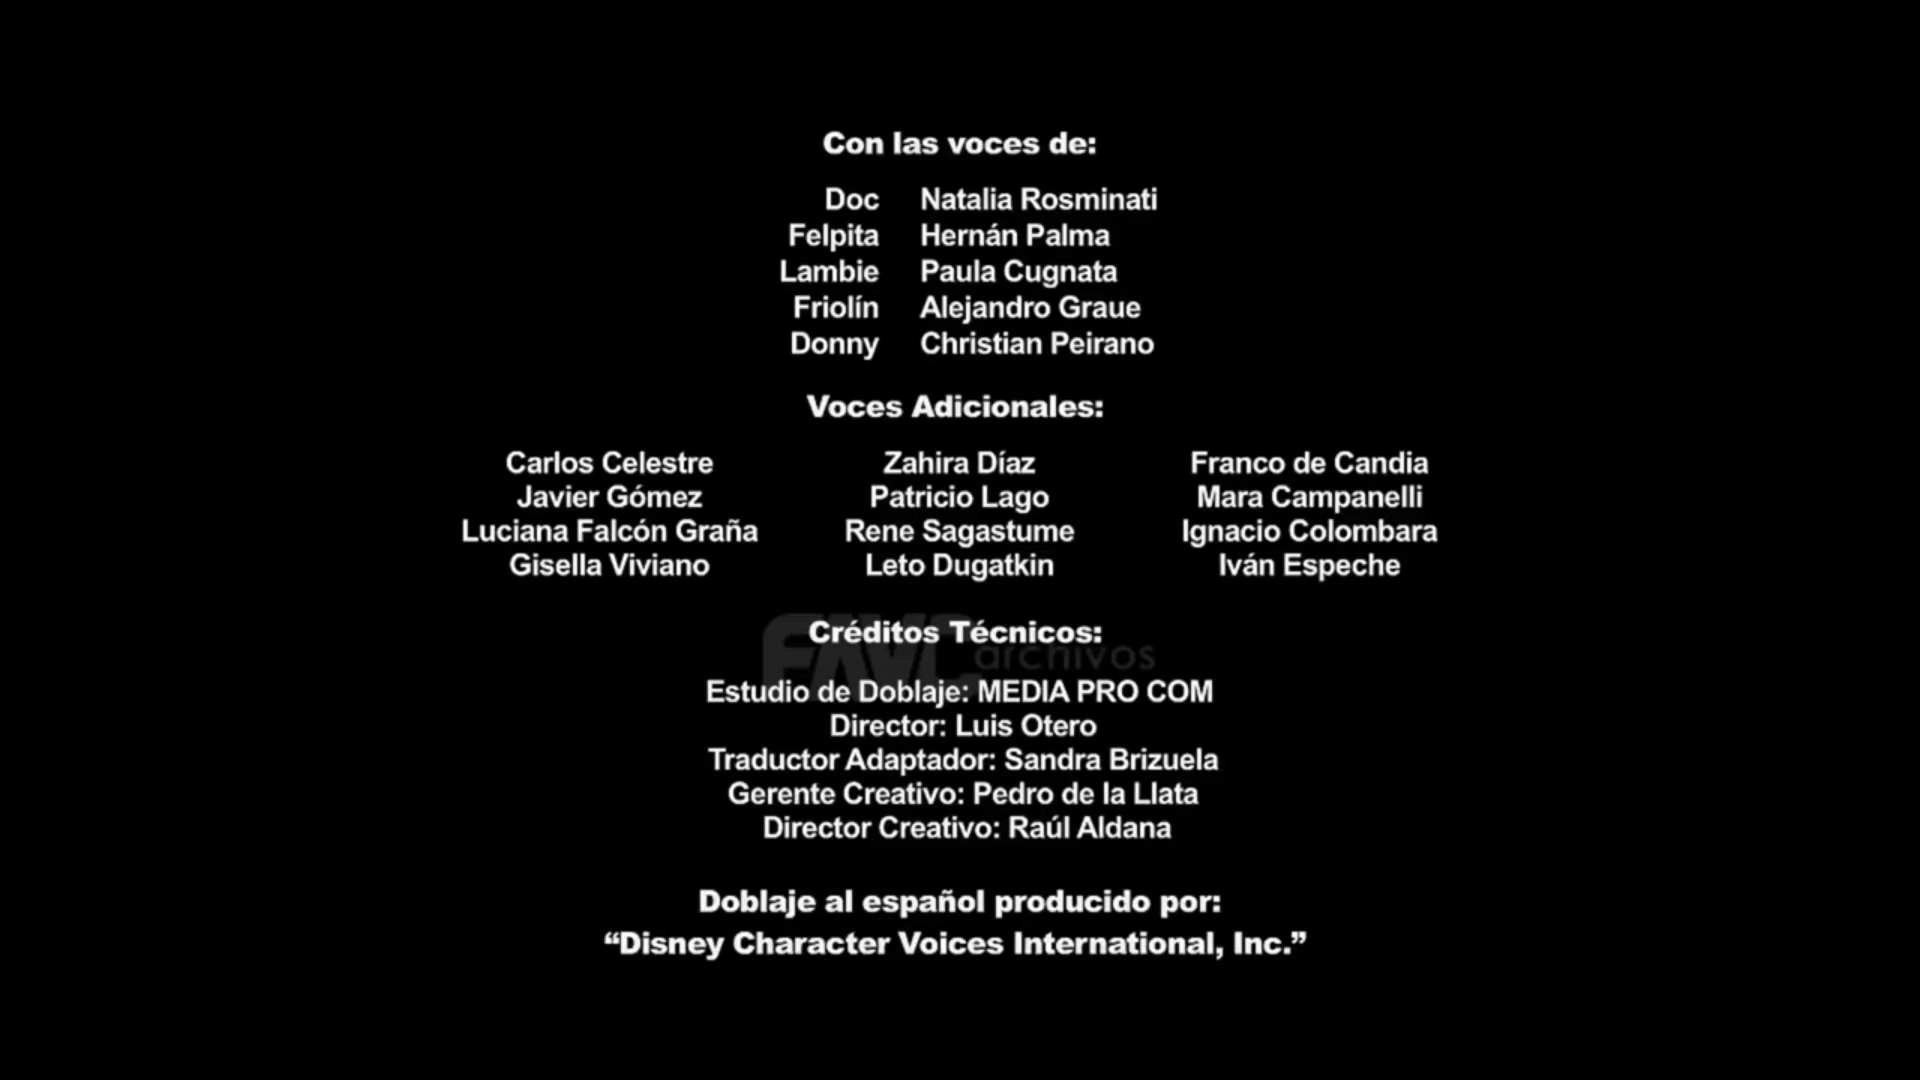 Con las voces de:
Doc Natalia Rosminati
Felpita Hernán Palma
Lambie Paula Cugnata
Friolín Alejandro Graue
Donny Christian Peirano
Voces Adicionales:
Carlos Celestre Zahira Díaz Franco de Candia
Javier Gómez Patricio Lago Mara Campanelli
Luciana Falcón Graña Rene Sagastume Ignacio Colombara
Gisella Viviano Leto Dugatkin Iván Espeche
Créditos Técnicos:
FAVC archivos
Estudio de Doblaje: MEDIA PRO COM
Director: Luis Otero
Traductor Adaptador: Sandra Brizuela
Gerente Creativo: Pedro de la Llata
Director Creativo: Raúl Aldana
Doblaje al español producido por:
“Disney Character Voices International, Inc.”